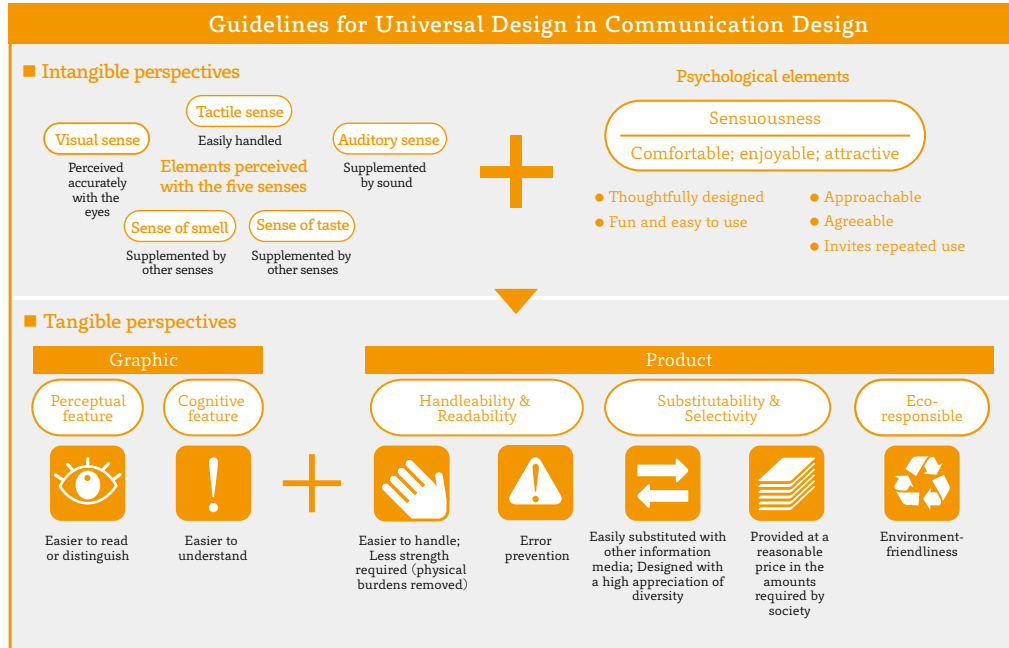 Guidelines for Universal Design in Communication Design
Intangible perspectives
Tactile sense
Easily handled
Visual sense
Perceived
accurately
with the
eyes
Auditory sense
Supplemented
by sound
Elements perceived
with the five senses
Sense of smell
Supplemented by
other senses
Sense of taste
Supplemented by
other senses
Psychological elements
Sensuousness
Comfortable; enjoyable; attractive
Thoughtfully designed
Fun and easy to use
Approachable
Agreeable
Invites repeated use
Tangible perspectives
Graphic
Perceptual
feature
Easier to read
or distinguish
Cognitive
feature
Easier to
understand
Product
Handleability &
Readability
Easier to handle;
Less strength
required (physical
burdens removed)
Error
prevention
Substitutability &
Selectivity
Easily substituted with
other information
media; Designed with
a high appreciation of
diversity
Provided at a
reasonable
price in the
amounts
required by
society
Eco-
responsible
Environment-
friendliness